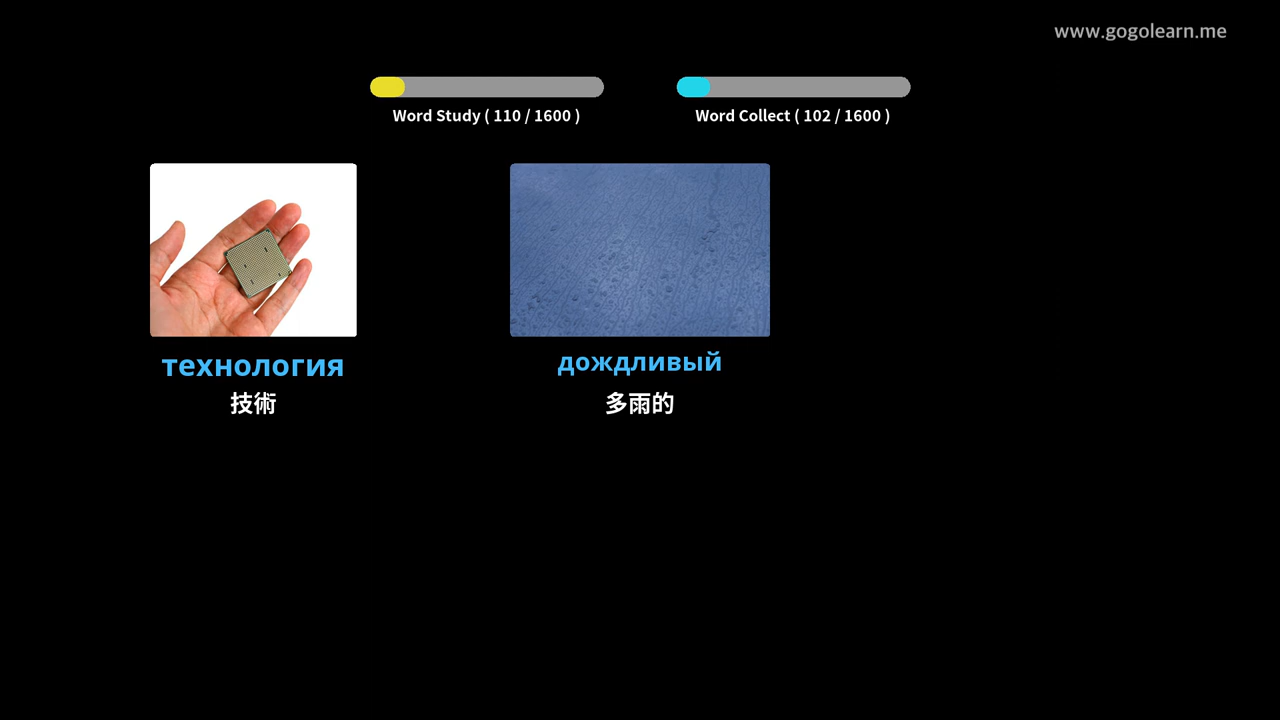 www.gogolearn.me
Word Study ( 110 / 1600 )
Word Collect ( 102 / 1600 )
технология
技術
дождливый
多雨的